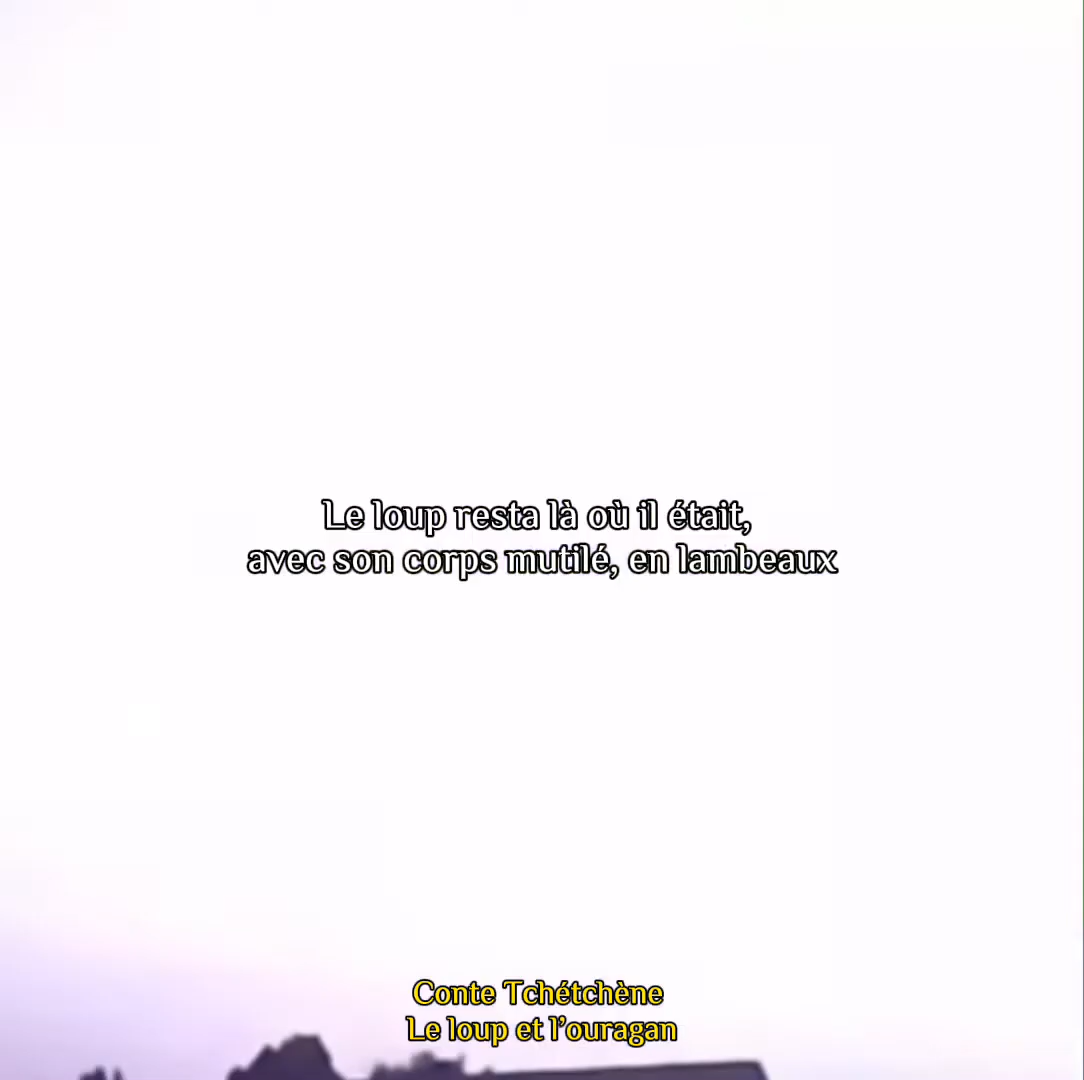 Le loup resta là où il était,
avec son corps mutilé, en lambeaux
Conte Tchétchène
Le loup et l’ouragan